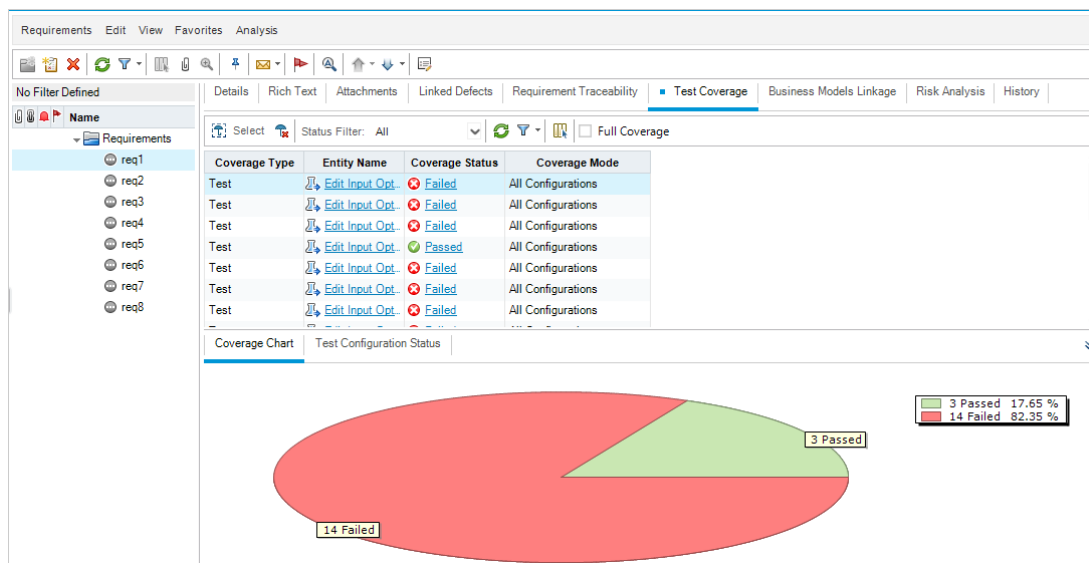 Requirements Edit View Favorites Analysis
No Filter Defined
Details Rich Text Attachments Linked Defects Requirement Traceability Test Coverage Business Models Linkage Risk Analysis History
Name
Requirements
req1
req2
req3
req4
req5
req6
req7
req8
Select Status Filter: All Full Coverage
Coverage Type Entity Name Coverage Status Coverage Mode
Test Edit Input Opt... Failed All Configurations
Test Edit Input Opt... Failed All Configurations
Test Edit Input Opt... Failed All Configurations
Test Edit Input Opt... Passed All Configurations
Test Edit Input Opt... Failed All Configurations
Test Edit Input Opt... Failed All Configurations
Test Edit Input Opt... Failed All Configurations
Coverage Chart Test Configuration Status
3 Passed 17.65 %
14 Failed 82.35 %
3 Passed
14 Failed